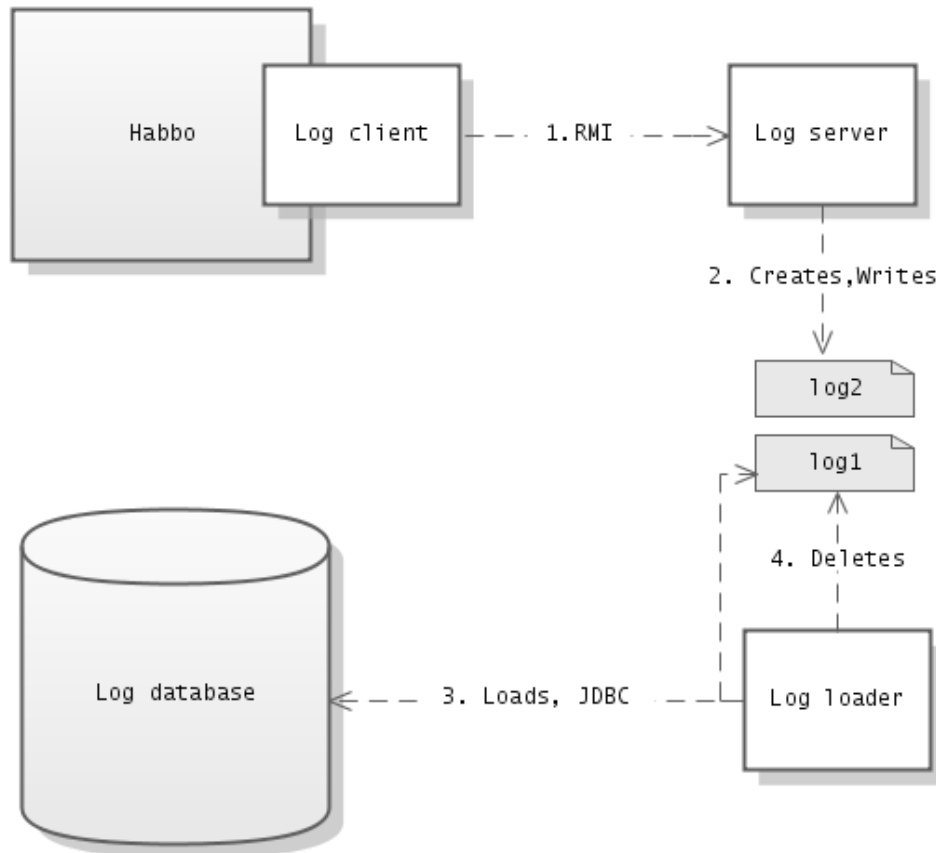 Habbo
Log client
1.RMI
Log server
2. Creates,Writes
log2
log1
4. Deletes
Log database
3. Loads, JDBC
Log loader